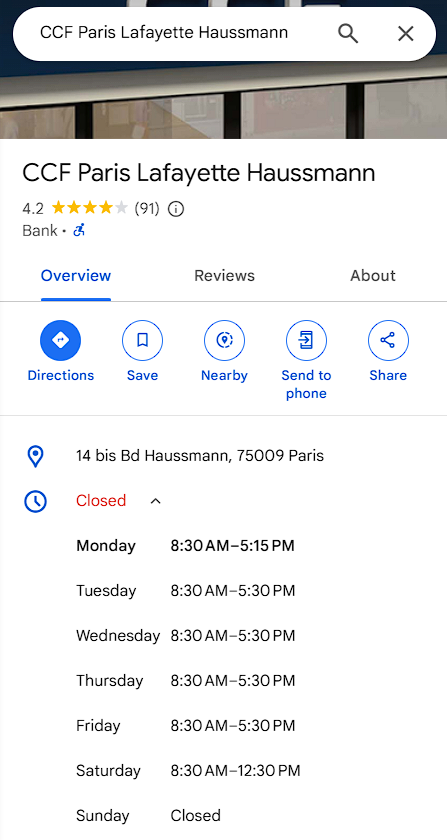 CCF Paris Lafayette Haussmann
CCF Paris Lafayette Haussmann
4.2 (91)
Bank ·
Overview Reviews About
Directions Save Nearby Send to phone Share
14 bis Bd Haussmann, 75009 Paris
Closed
Monday 8:30 AM–5:15 PM
Tuesday 8:30 AM–5:30 PM
Wednesday 8:30 AM–5:30 PM
Thursday 8:30 AM–5:30 PM
Friday 8:30 AM–5:30 PM
Saturday 8:30 AM–12:30 PM
Sunday Closed